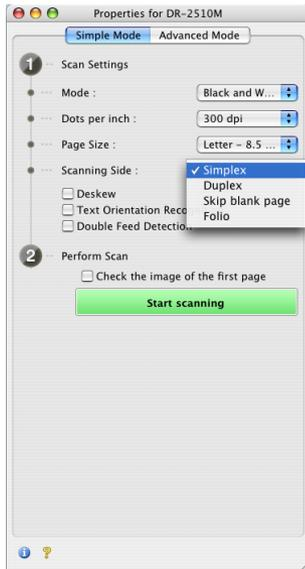 Properties for DR-2510M
Simple Mode Advanced Mode
1 Scan Settings
Mode : Black and W...
Dots per inch : 300 dpi
Page Size : Letter - 8.5 ...
Scanning Side : ✓ Simplex
Duplex
Skip blank page
Folio
Deskew
Text Orientation Reco
Double Feed Detection
2 Perform Scan
Check the image of the first page
Start scanning